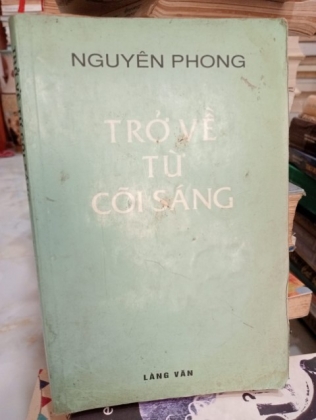 NGUYÊN PHONG
TRỞ VỀ
TỪ
CÕI SÁNG
LÀNG VĂN